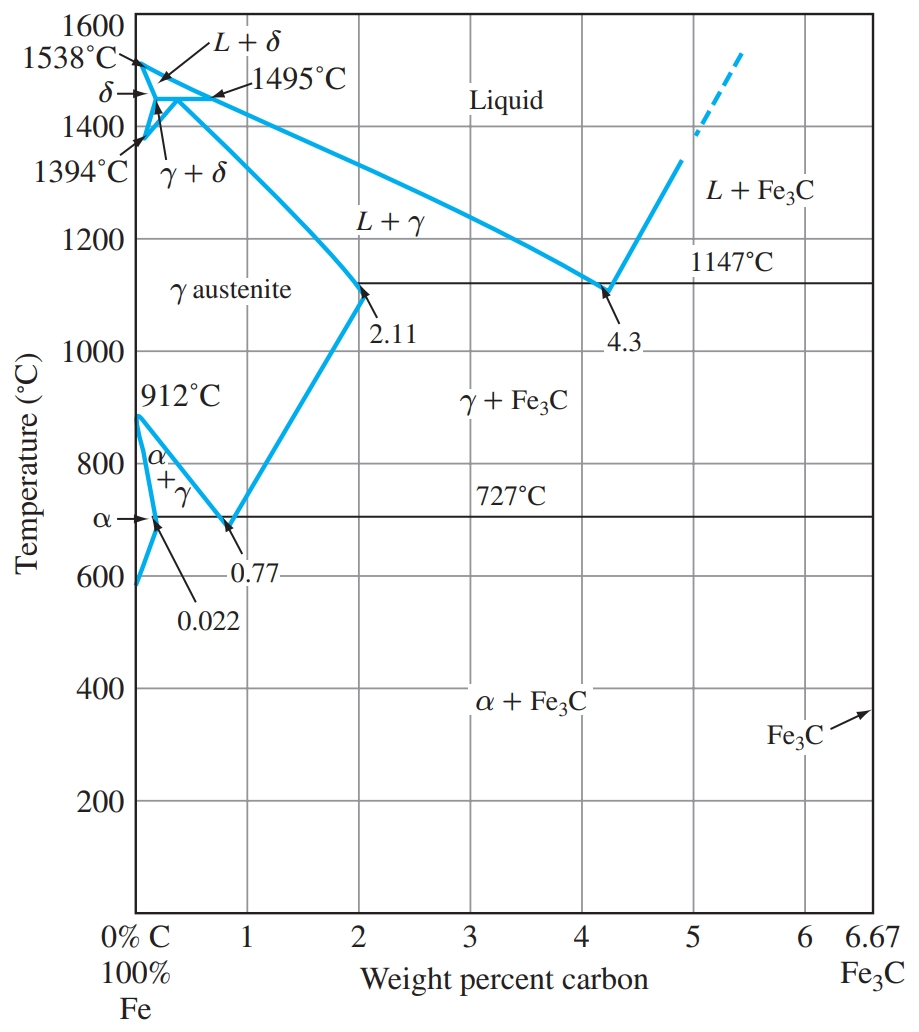 1600
1538°C
L + δ
1495°C
δ
Liquid
1400
1394°C
γ + δ
L + Fe₃C
L + γ
1200
1147°C
γ austenite
2.11
4.3
1000
912°C
γ + Fe₃C
Temperature (°C)
800
α
+
γ
727°C
α
600
0.77
0.022
400
α + Fe₃C
Fe₃C
200
0% C 1 2 3 4 5 6 6.67
100% Weight percent carbon Fe₃C
Fe